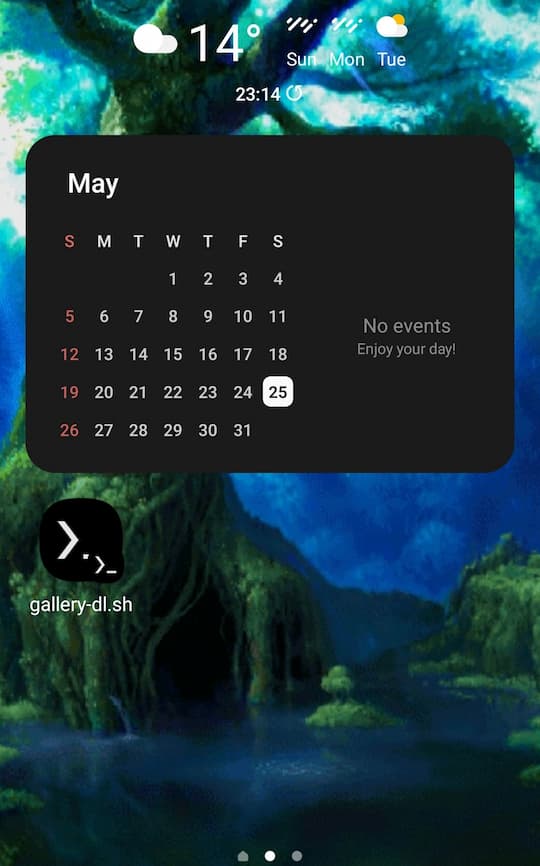 14°
Sun Mon Tue
23:14
May
S M T W T F S
1 2 3 4
5 6 7 8 9 10 11
12 13 14 15 16 17 18
19 20 21 22 23 24 25
26 27 28 29 30 31
No events
Enjoy your day!
gallery-dl.sh